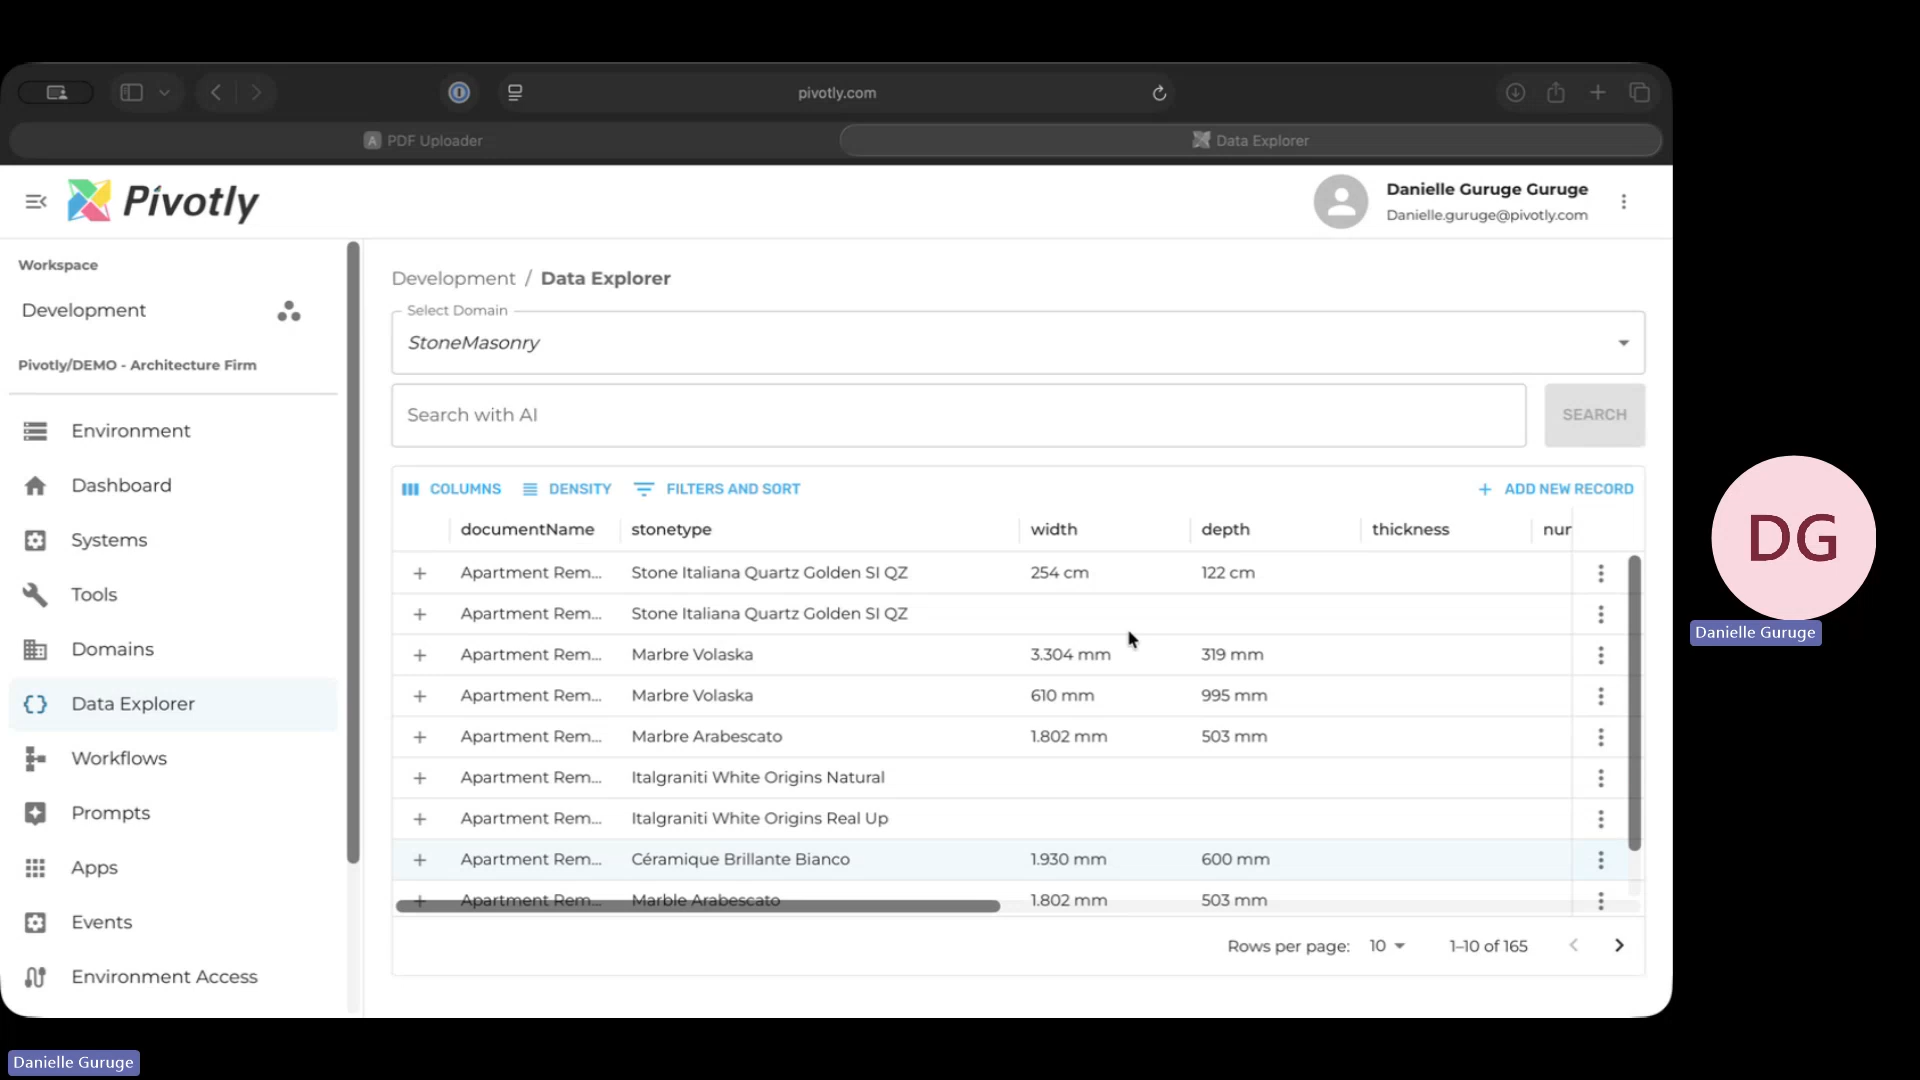 pivotly.com
A PDF Uploader
Data Explorer
Pivotly
Danielle Guruge Guruge
Danielle.guruge@pivotly.com
Workspace
Development
Pivotly/DEMO - Architecture Firm
Environment
Dashboard
Systems
Tools
Domains
Data Explorer
Workflows
Prompts
Apps
Events
Environment Access
Development / Data Explorer
Select Domain
StoneMasonry
Search with AI
SEARCH
COLUMNS DENSITY FILTERS AND SORT + ADD NEW RECORD
documentName stonetype width depth thickness nur
+ Apartment Rem... Stone Italiana Quartz Golden SI QZ 254 cm 122 cm
+ Apartment Rem... Stone Italiana Quartz Golden SI QZ
+ Apartment Rem... Marbre Volaska 3.304 mm 319 mm
+ Apartment Rem... Marbre Volaska 610 mm 995 mm
+ Apartment Rem... Marbre Arabescato 1.802 mm 503 mm
+ Apartment Rem... Italgraniti White Origins Natural
+ Apartment Rem... Italgraniti White Origins Real Up
+ Apartment Rem... Céramique Brillante Bianco 1.930 mm 600 mm
+ Apartment Rem... Marble Arabescato 1.802 mm 503 mm
Rows per page: 10 1–10 of 165
DG
Danielle Guruge
Danielle Guruge